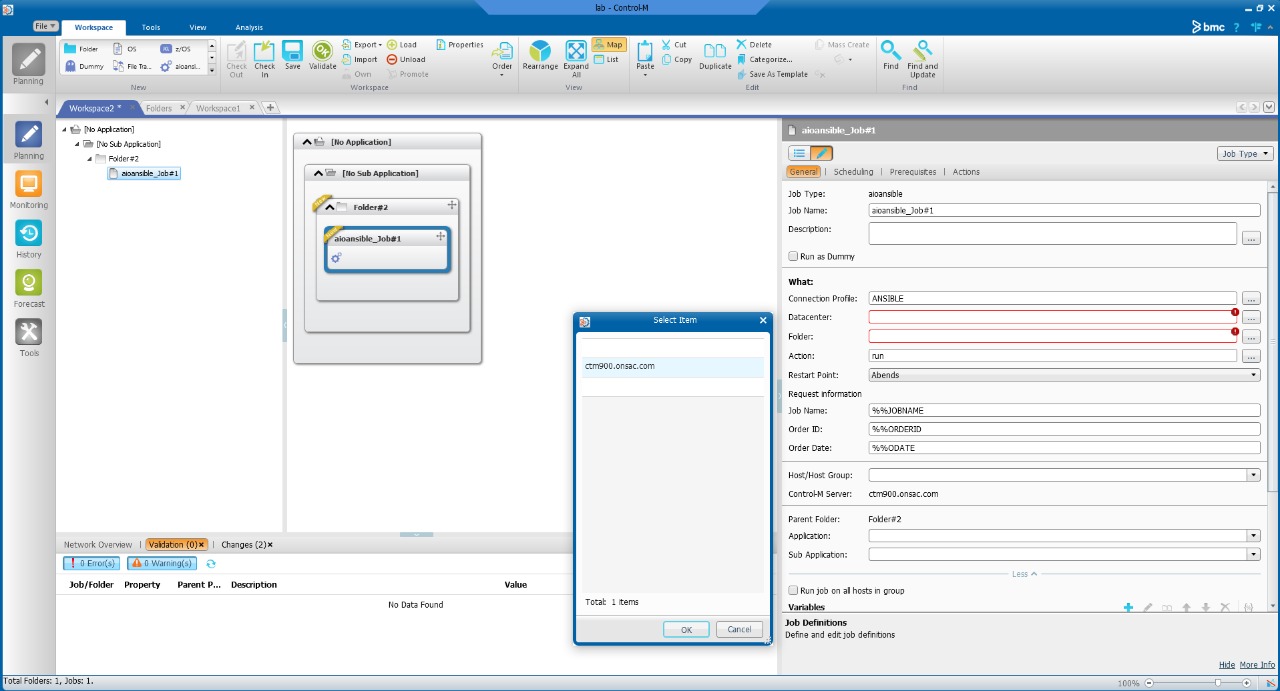 lab - Control-M
File
Workspace
Tools
View
Analysis
bmc
Planning
Folder
OS
z/OS
Dummy
File Tra...
aioansi...
New
Check Out
Check In
Save
Validate
Export
Import
Own
Load
Unload
Promote
Properties
Order
Workspace
Rearrange
Expand All
Map
List
View
Paste
Cut
Copy
Duplicate
Delete
Categorize...
Save As Template
Mass Create
Edit
Find
Find and Update
Find
Workspace2 *
Folders
Workspace1
Planning
Monitoring
History
Forecast
Tools
[No Application]
[No Sub Application]
Folder#2
aioansible_Job#1
[No Application]
[No Sub Application]
Folder#2
aioansible_Job#1
Select Item
ctm900.onsac.com
Total: 1 items
OK
Cancel
aioansible_Job#1
Job Type
General
Scheduling
Prerequisites
Actions
Job Type: aioansible
Job Name: aioansible_Job#1
Description:
...
Run as Dummy
What:
Connection Profile: ANSIBLE ...
Datacenter: ...
Folder: ...
Action: run ...
Restart Point: Abends
Request information
Job Name: %%JOBNAME
Order ID: %%ORDERID
Order Date: %%ODATE
Host/Host Group:
Control-M Server: ctm900.onsac.com
Parent Folder: Folder#2
Application:
Sub Application:
Less
Run job on all hosts in group
Variables
Job Definitions
Define and edit job definitions
Hide More Info
Network Overview
Validation (0)
Changes (2)
0 Error(s)
0 Warning(s)
Job/Folder Property Parent P... Description Value
No Data Found
Total Folders: 1, Jobs: 1.
100%